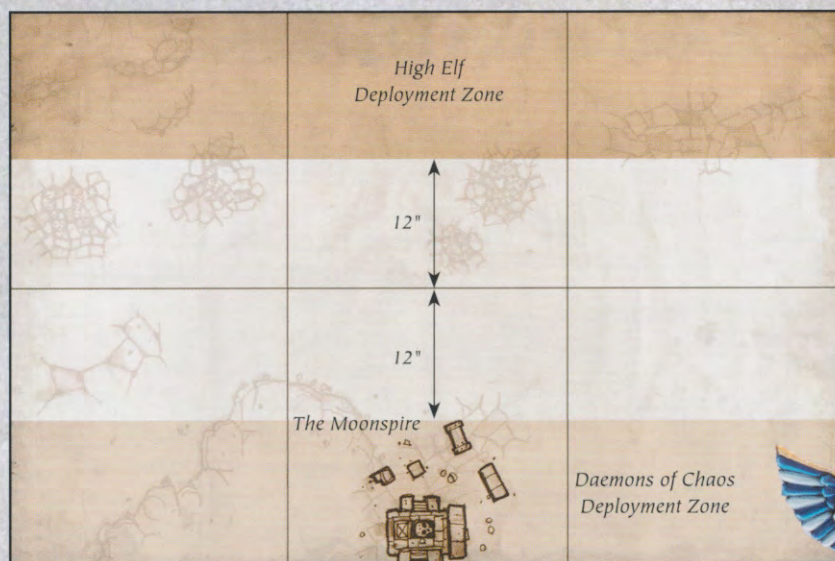 High Elf
Deployment Zone
12"
12"
The Moonspire
Daemons of Chaos
Deployment Zone